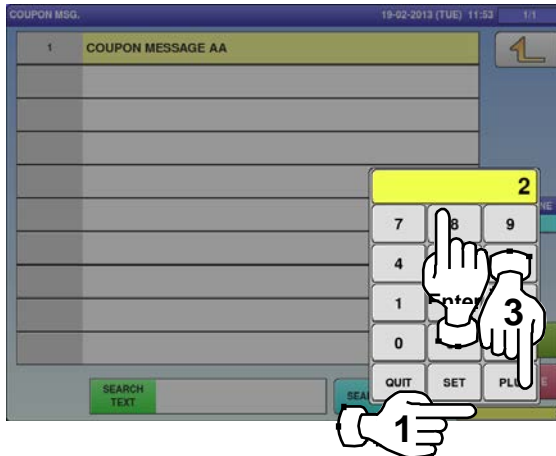 COUPON MSG. 19-02-2013 (TUE) 11:53 1/1
1 COUPON MESSAGE AA
2
7 8 9
4
1 Enter 3
0
QUIT SET PLU
SEARCH
TEXT
1